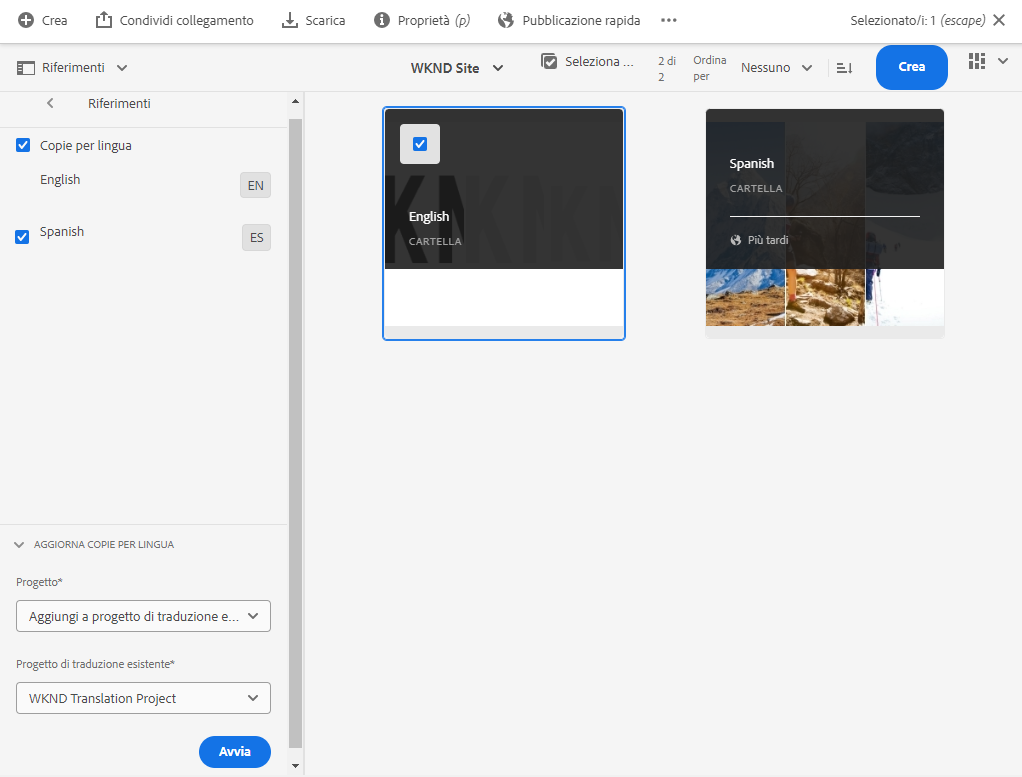 Crea
Condividi collegamento
Scarica
Proprietà (p)
Pubblicazione rapida
Selezionato/i: 1 (escape)
Riferimenti
WKND Site
Seleziona ...
2 di
2
Ordina
per
Nessuno
Crea
Riferimenti
Copie per lingua
English
EN
Spanish
ES
English
CARTELLA
Spanish
CARTELLA
Più tardi
AGGIORNA COPIE PER LINGUA
Progetto*
Aggiungi a progetto di traduzione e...
Progetto di traduzione esistente*
WKND Translation Project
Avvia